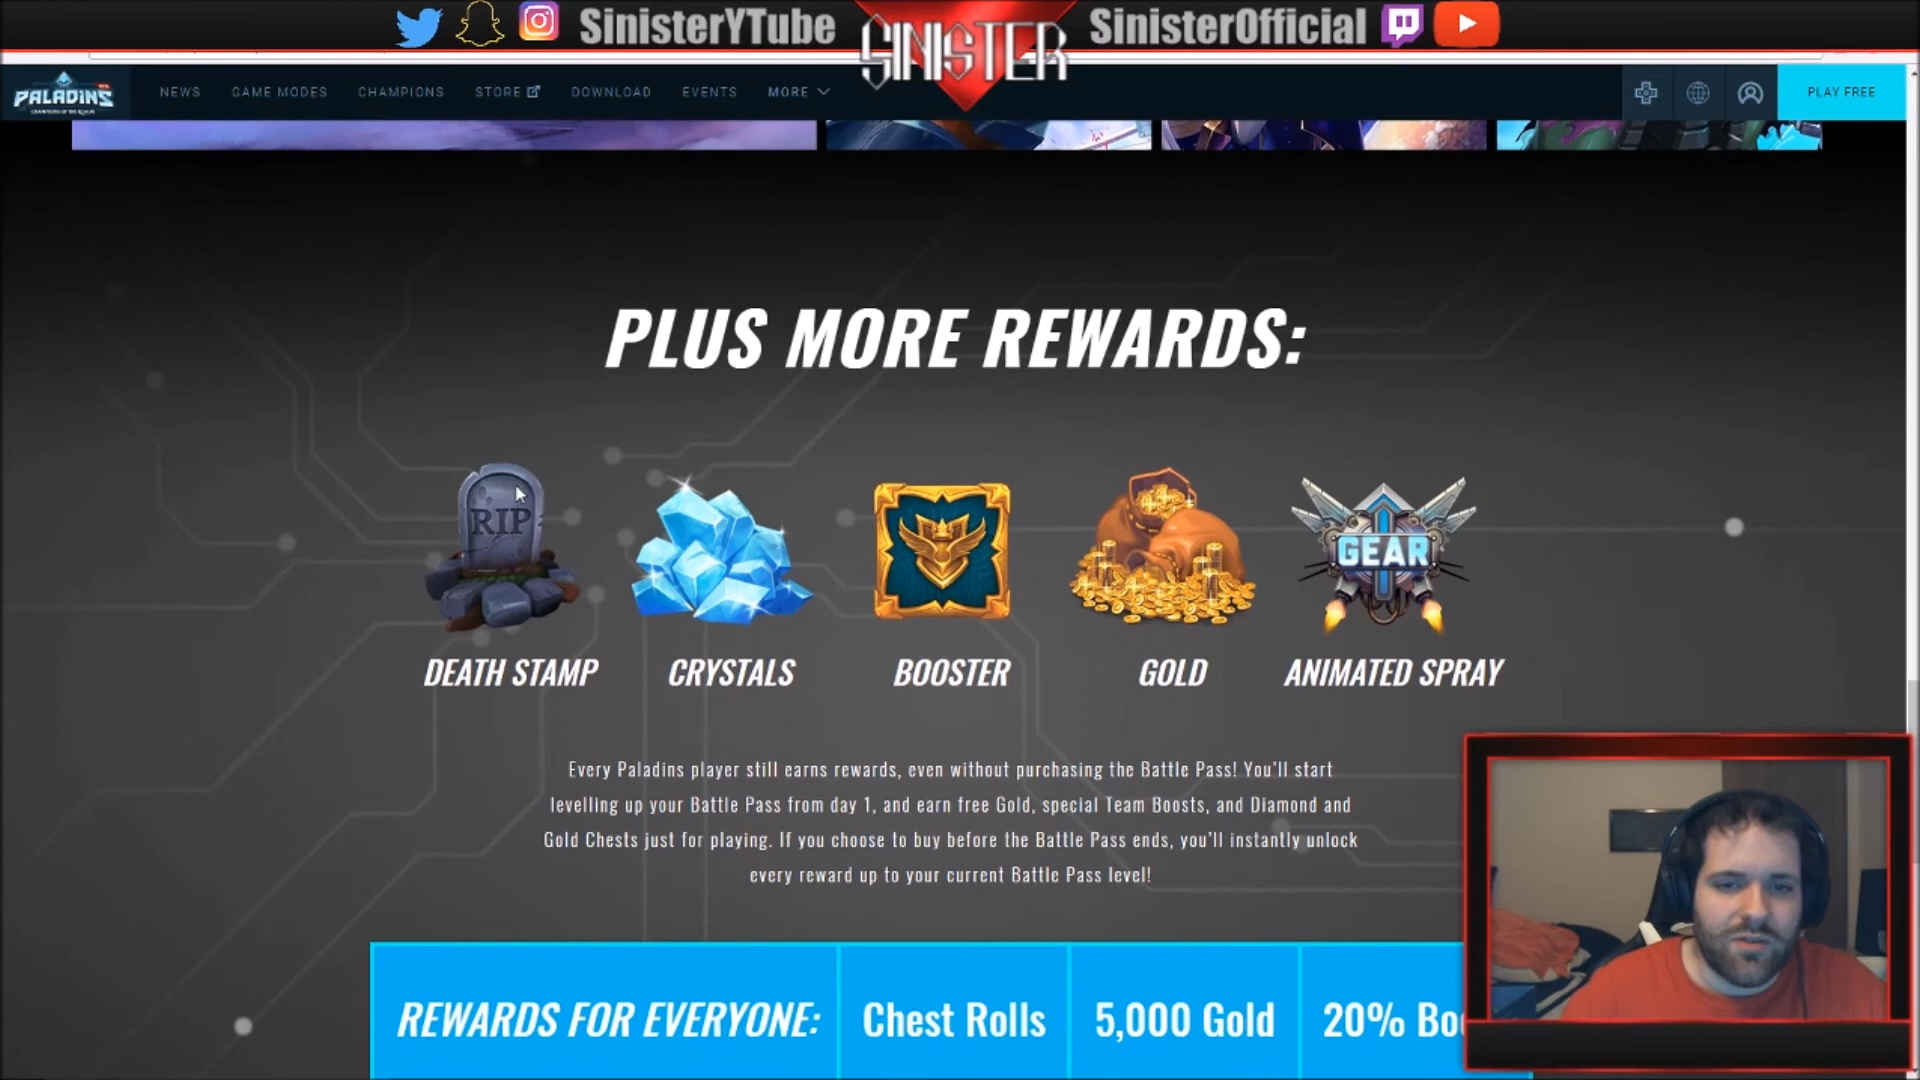 SinisterYTube
SINISTER
SinisterOfficial
PALADINS
NEWS
GAME MODES
CHAMPIONS
STORE
DOWNLOAD
EVENTS
MORE
PLAY FREE
PLUS MORE REWARDS:
RIP
GEAR
DEATH STAMP
CRYSTALS
BOOSTER
GOLD
ANIMATED SPRAY
Every Paladins player still earns rewards, even without purchasing the Battle Pass! You'll start
levelling up your Battle Pass from day 1, and earn free Gold, special Team Boosts, and Diamond and
Gold Chests just for playing. If you choose to buy before the Battle Pass ends, you'll instantly unlock
every reward up to your current Battle Pass level!
REWARDS FOR EVERYONE:
Chest Rolls
5,000 Gold
20%